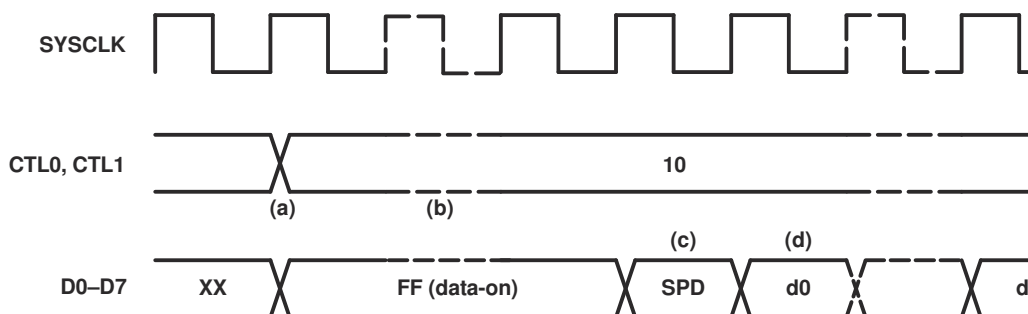 SYSCLK
CTL0, CTL1
10
(a)
(b)
(c)
(d)
D0–D7
XX
FF (data-on)
SPD
d0
d